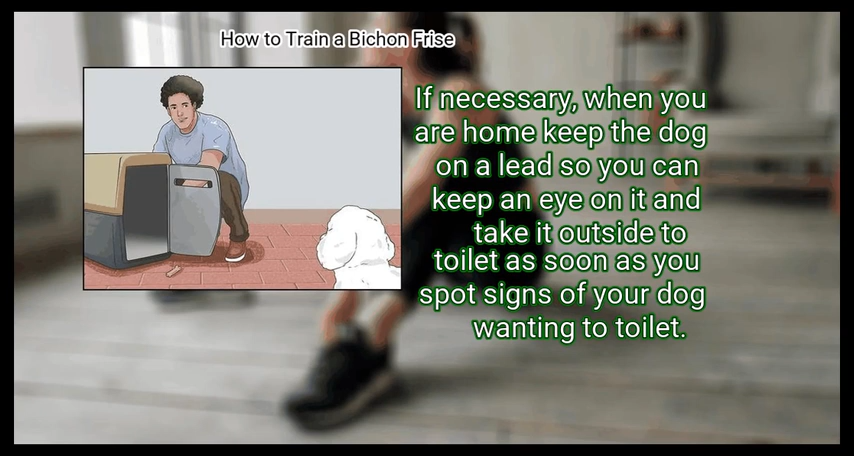 How to Train a Bichon Frise
If necessary, when you
are home keep the dog
on a lead so you can
keep an eye on it and
take it outside to
toilet as soon as you
spot signs of your dog
wanting to toilet.